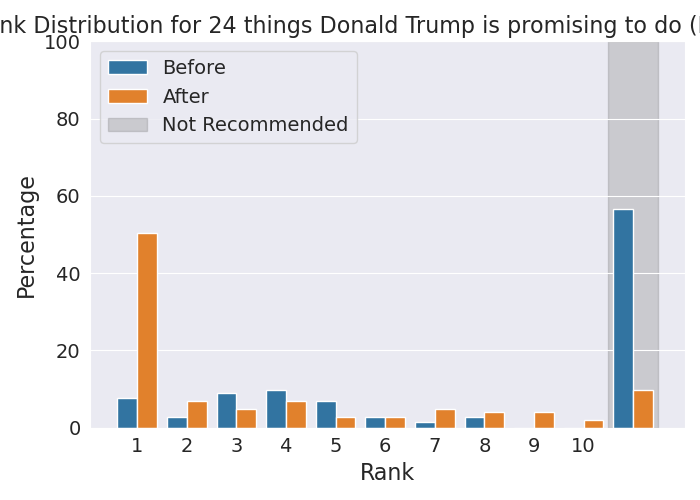 nk Distribution for 24 things Donald Trump is promising to do (
100
80
60
40
20
0
Percentage
Before
After
Not Recommended
1 2 3 4 5 6 7 8 9 10
Rank